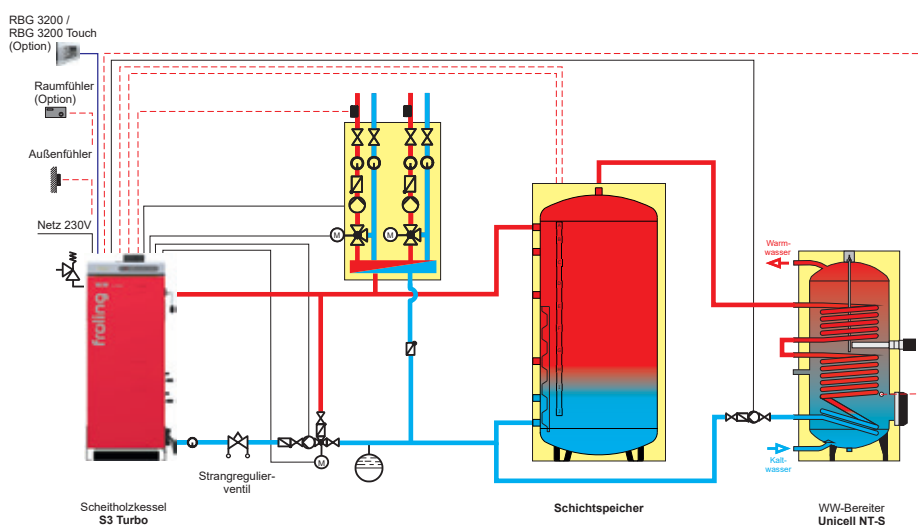 RBG 3200 /
RBG 3200 Touch
(Option)
Raumfühler
(Option)
Außenfühler
Netz 230V
fröling
M
M
M
Strangregulier-
ventil
Warm-
wasser
Kalt-
wasser
Scheitholzkessel
S3 Turbo
Schichtspeicher
WW-Bereiter
Unicell NT-S